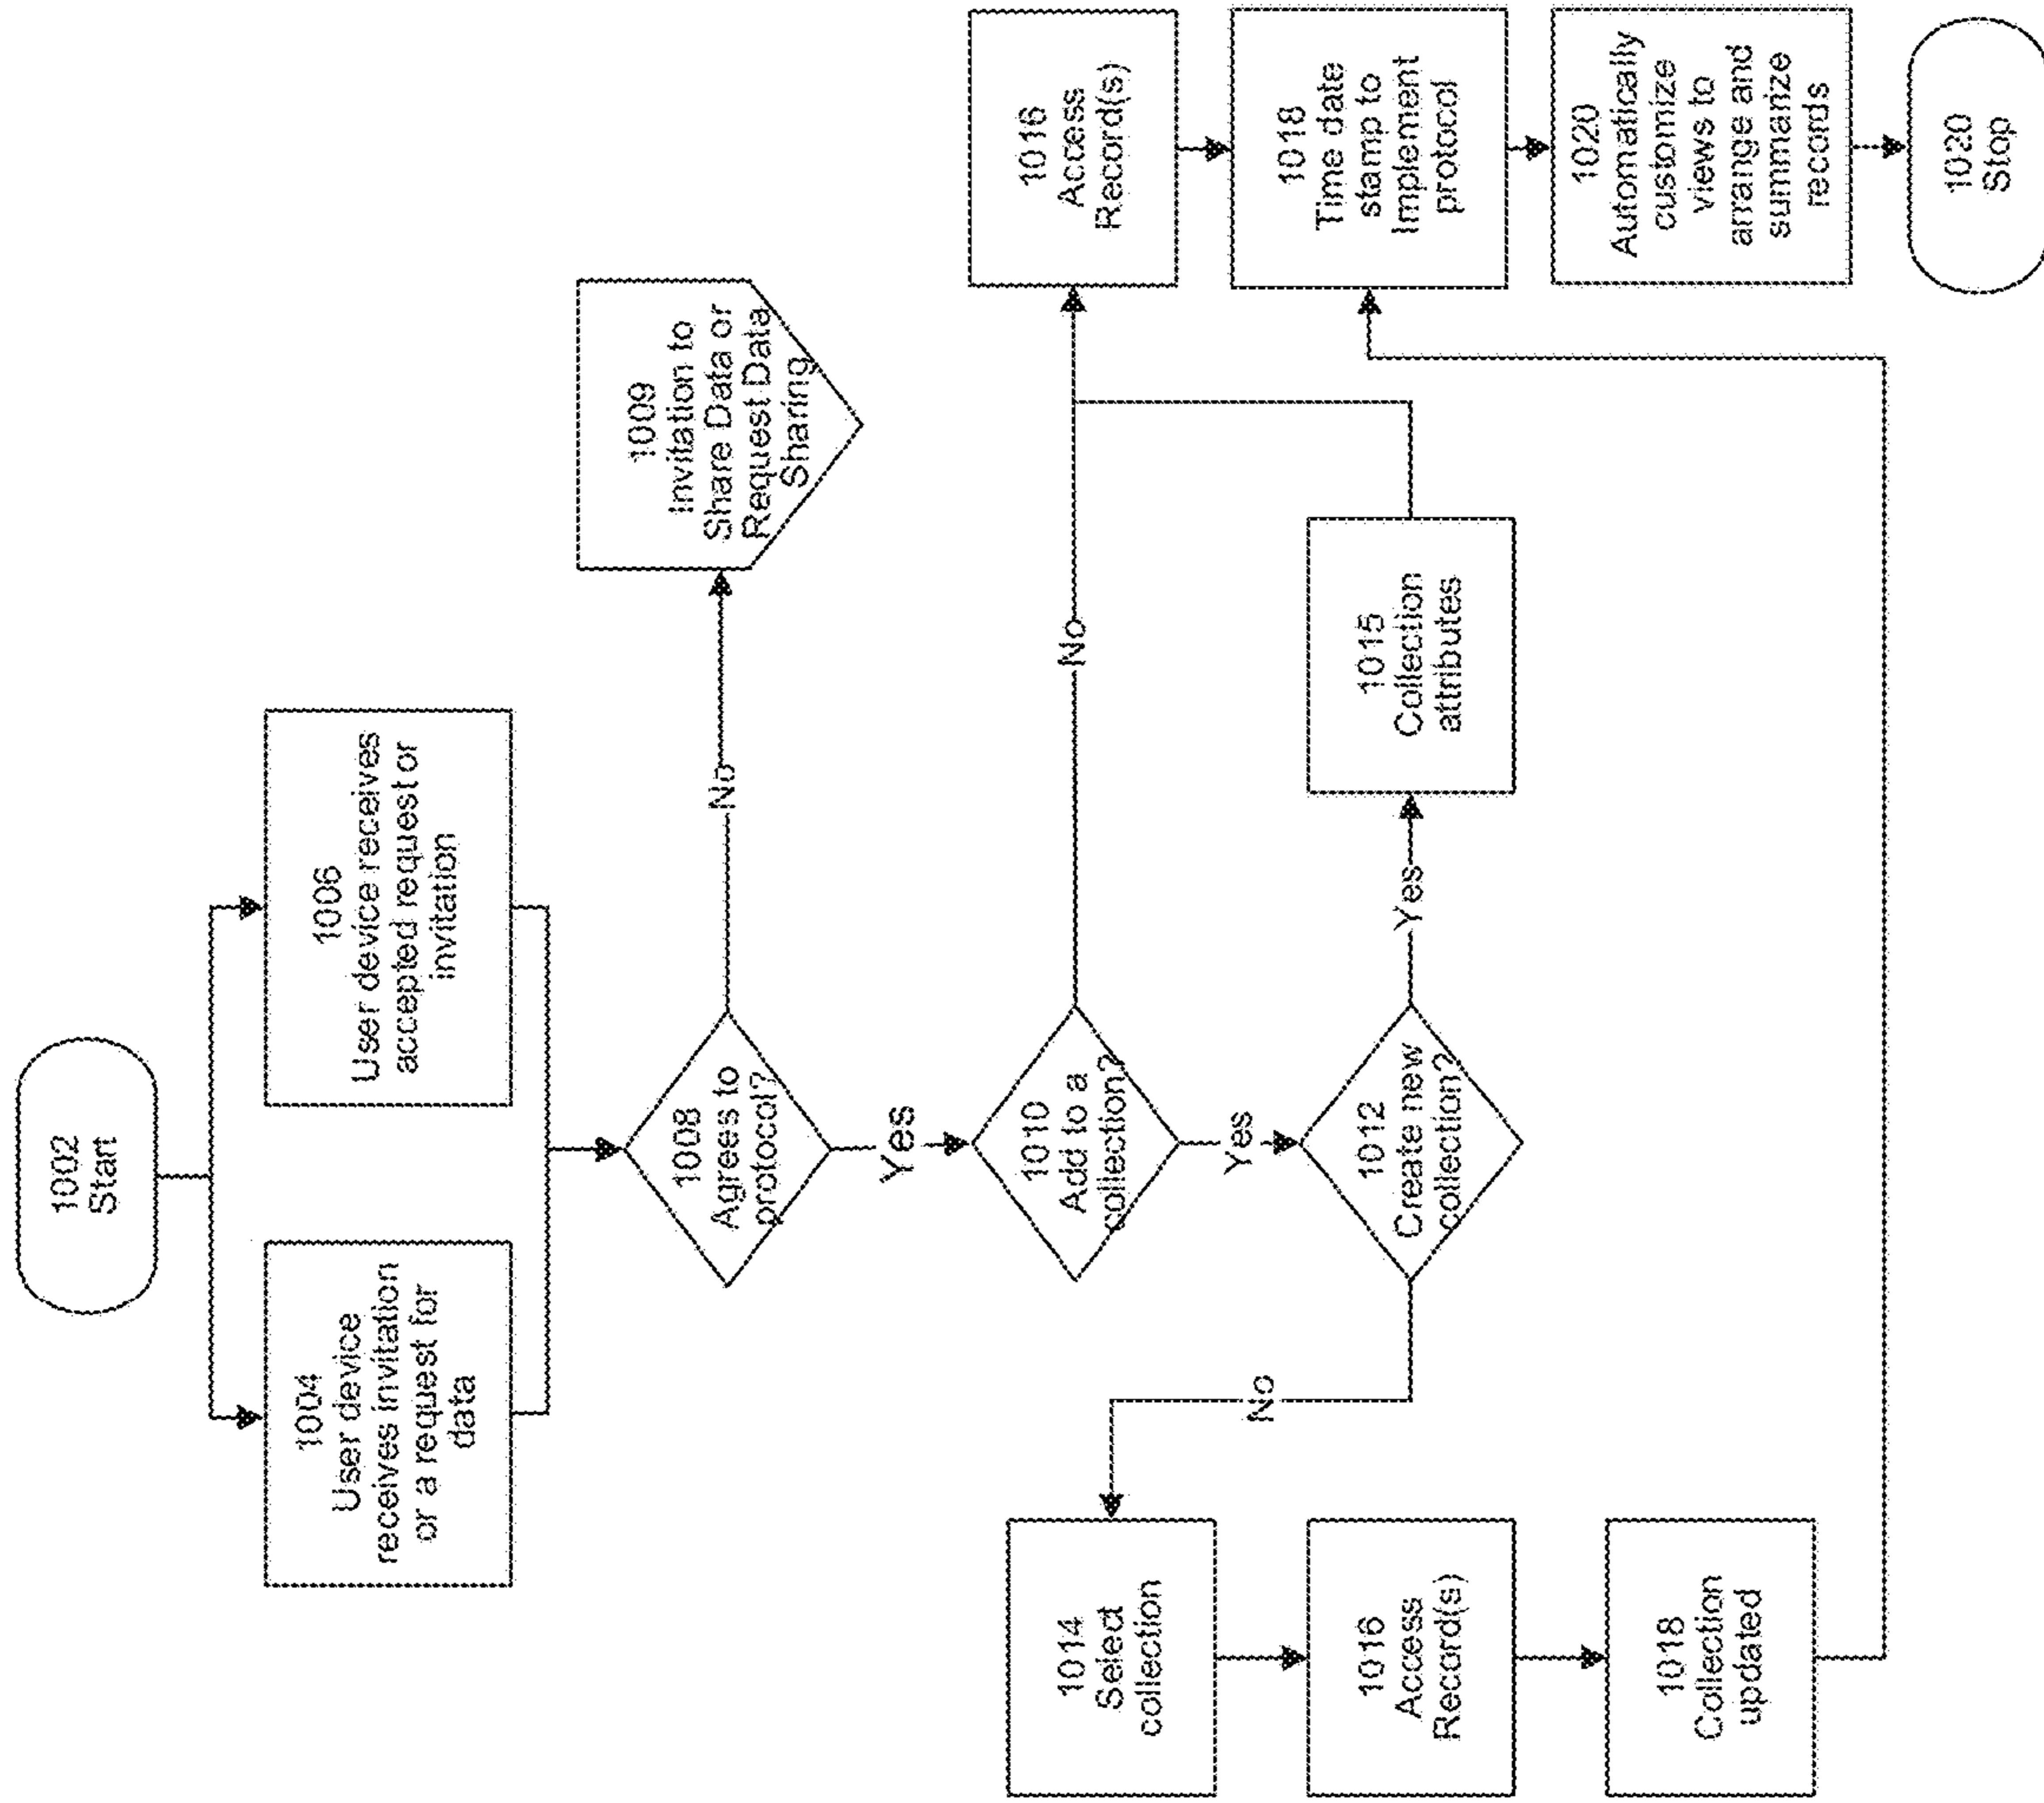 1002
Start
1004
User device
receives invitation
or a request for
data
1006
User device receives
accepted request or
invitation
1008
Agrees to
protocol?
No
1009
Invitation to
Share Data or
Request Data
Sharing
Yes
1010
Add to a
collection?
No
Yes
1012
Create new
collection?
Yes
1015
Collection
attributes
No
1014
Select
collection
1016
Access
Record(s)
1018
Collection
updated
1016
Access
Record(s)
1018
Time date
stamp to
Implement
protocol
1020
Automatically
customize
views to
arrange and
summarize
records
1020
Stop